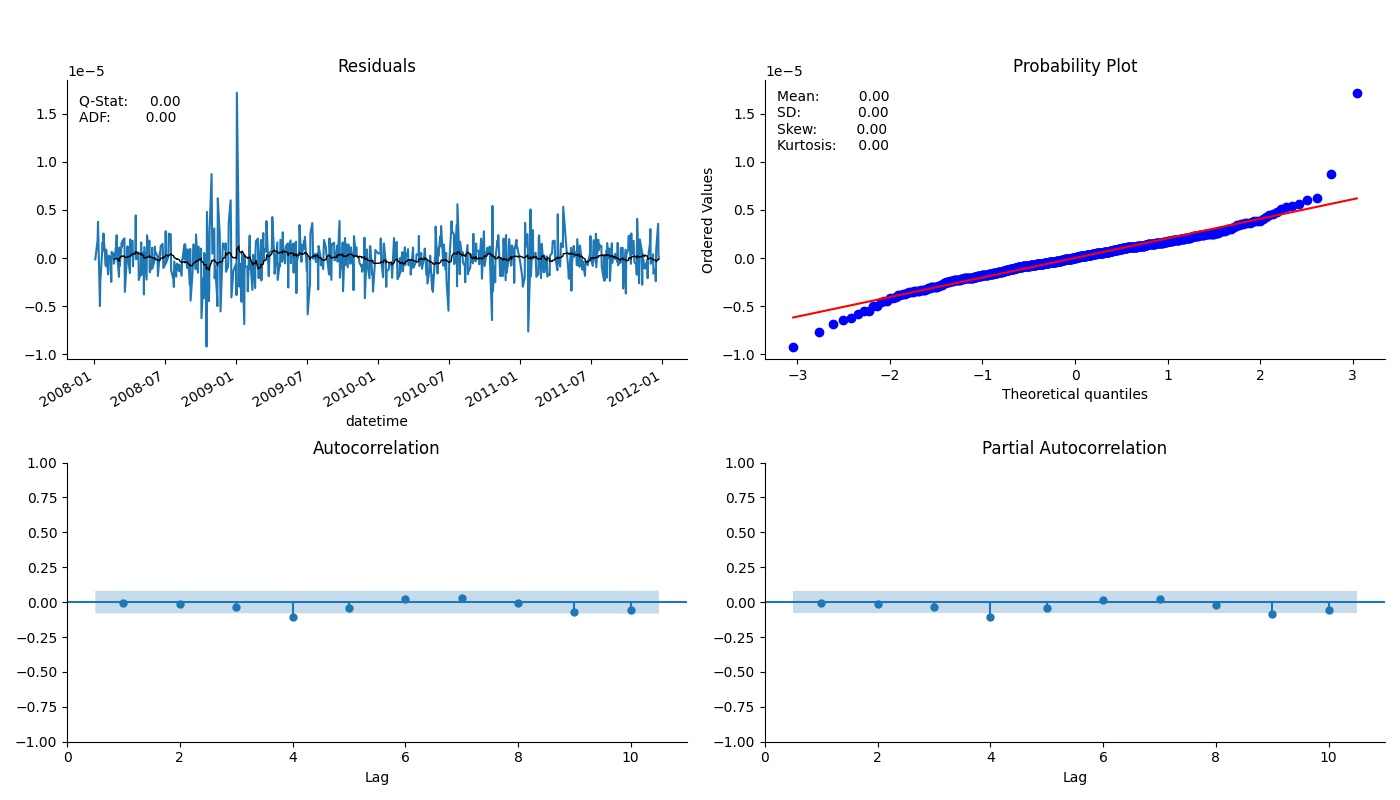 Residuals
1e−5
Q-Stat: 0.00
ADF: 0.00
1.5
1.0
0.5
0.0
−0.5
−1.0
2008-01 2008-07 2009-01 2009-07 2010-01 2010-07 2011-01 2011-07 2012-01
datetime
Probability Plot
1e−5
Mean: 0.00
SD: 0.00
Skew: 0.00
Kurtosis: 0.00
Ordered Values
1.5
1.0
0.5
0.0
−0.5
−1.0
−3 −2 −1 0 1 2 3
Theoretical quantiles
Autocorrelation
1.00
0.75
0.50
0.25
0.00
−0.25
−0.50
−0.75
−1.00
0 2 4 6 8 10
Lag
Partial Autocorrelation
1.00
0.75
0.50
0.25
0.00
−0.25
−0.50
−0.75
−1.00
0 2 4 6 8 10
Lag